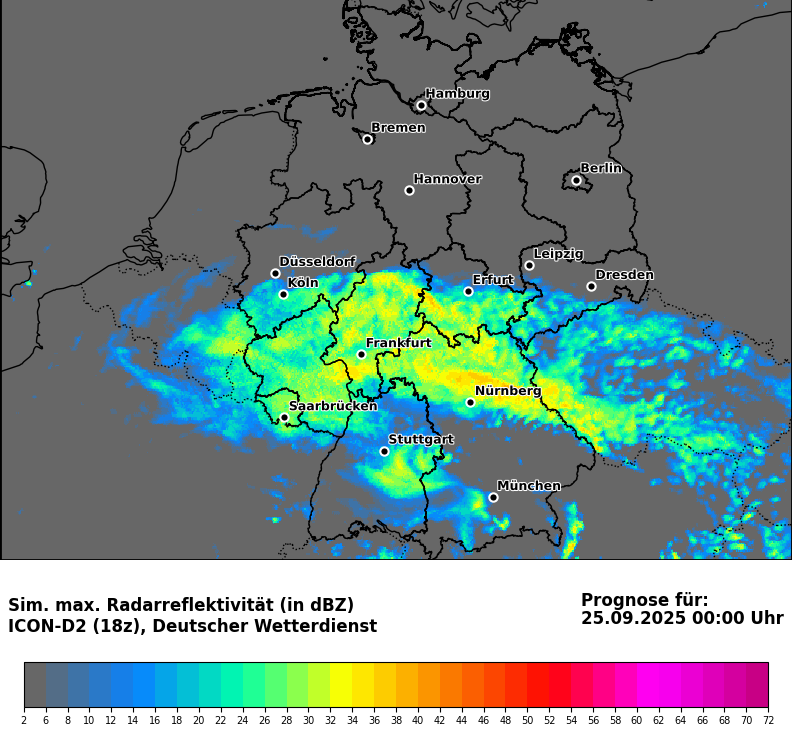 Hamburg
Bremen
Berlin
Hannover
Leipzig
Düsseldorf
Dresden
Köln
Erfurt
Frankfurt
Nürnberg
Saarbrücken
Stuttgart
München
Sim. max. Radarreflektivität (in dBZ)
ICON-D2 (18z), Deutscher Wetterdienst
Prognose für:
25.09.2025 00:00 Uhr
2 6 8 10 12 14 16 18 20 22 24 26 28 30 32 34 36 38 40 42 44 46 48 50 52 54 56 58 60 62 64 66 68 70 72